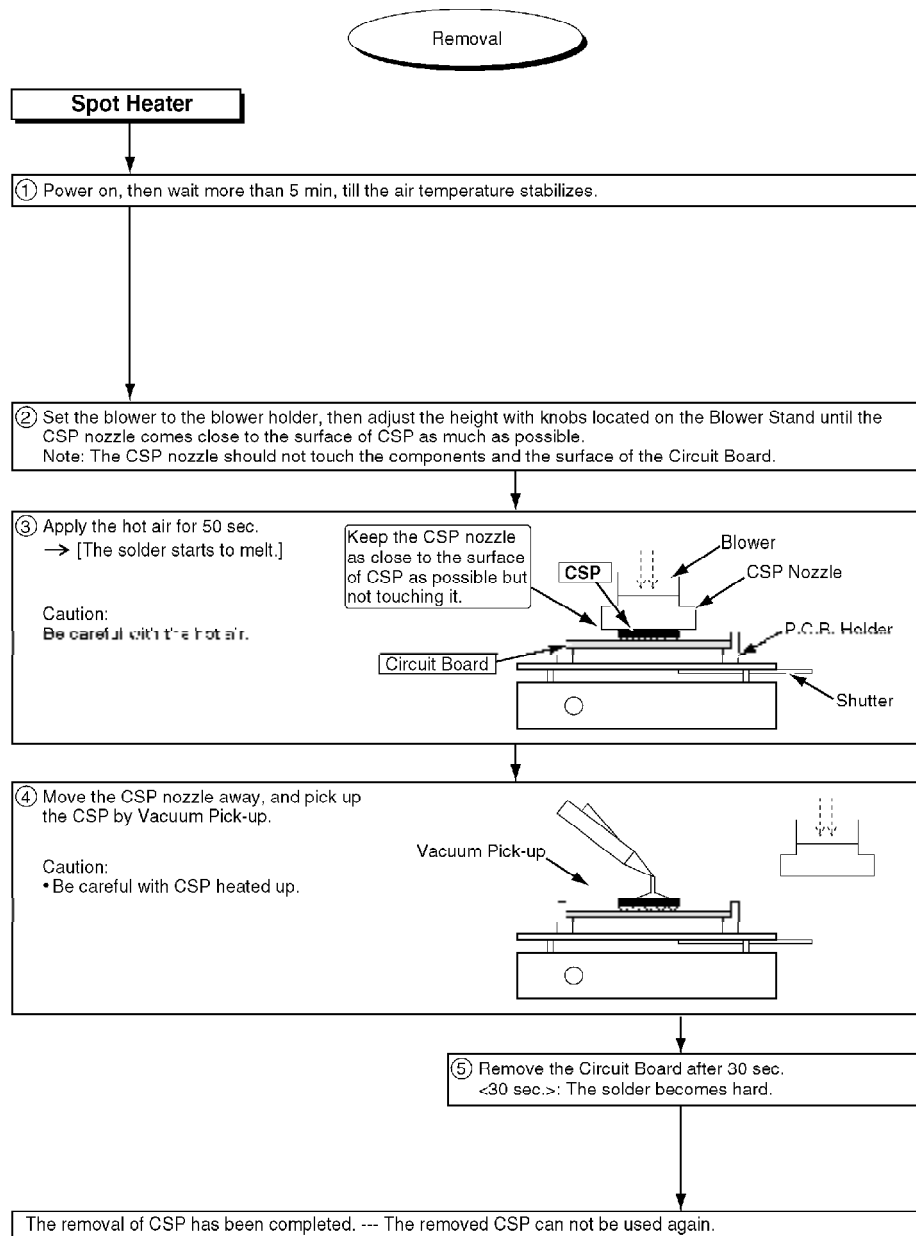 Removal
Spot Heater
① Power on, then wait more than 5 min, till the air temperature stabilizes.
② Set the blower to the blower holder, then adjust the height with knobs located on the Blower Stand until the
CSP nozzle comes close to the surface of CSP as much as possible.
Note: The CSP nozzle should not touch the components and the surface of the Circuit Board.
③ Apply the hot air for 50 sec.
→ [The solder starts to melt.]
Caution:
Be careful with the hot air.
Keep the CSP nozzle
as close to the surface
of CSP as possible but
not touching it.
CSP
Blower
CSP Nozzle
P.C.B. Holder
Circuit Board
Shutter
④ Move the CSP nozzle away, and pick up
the CSP by Vacuum Pick-up.
Caution:
• Be careful with CSP heated up.
Vacuum Pick-up
⑤ Remove the Circuit Board after 30 sec.
<30 sec.>: The solder becomes hard.
The removal of CSP has been completed. --- The removed CSP can not be used again.